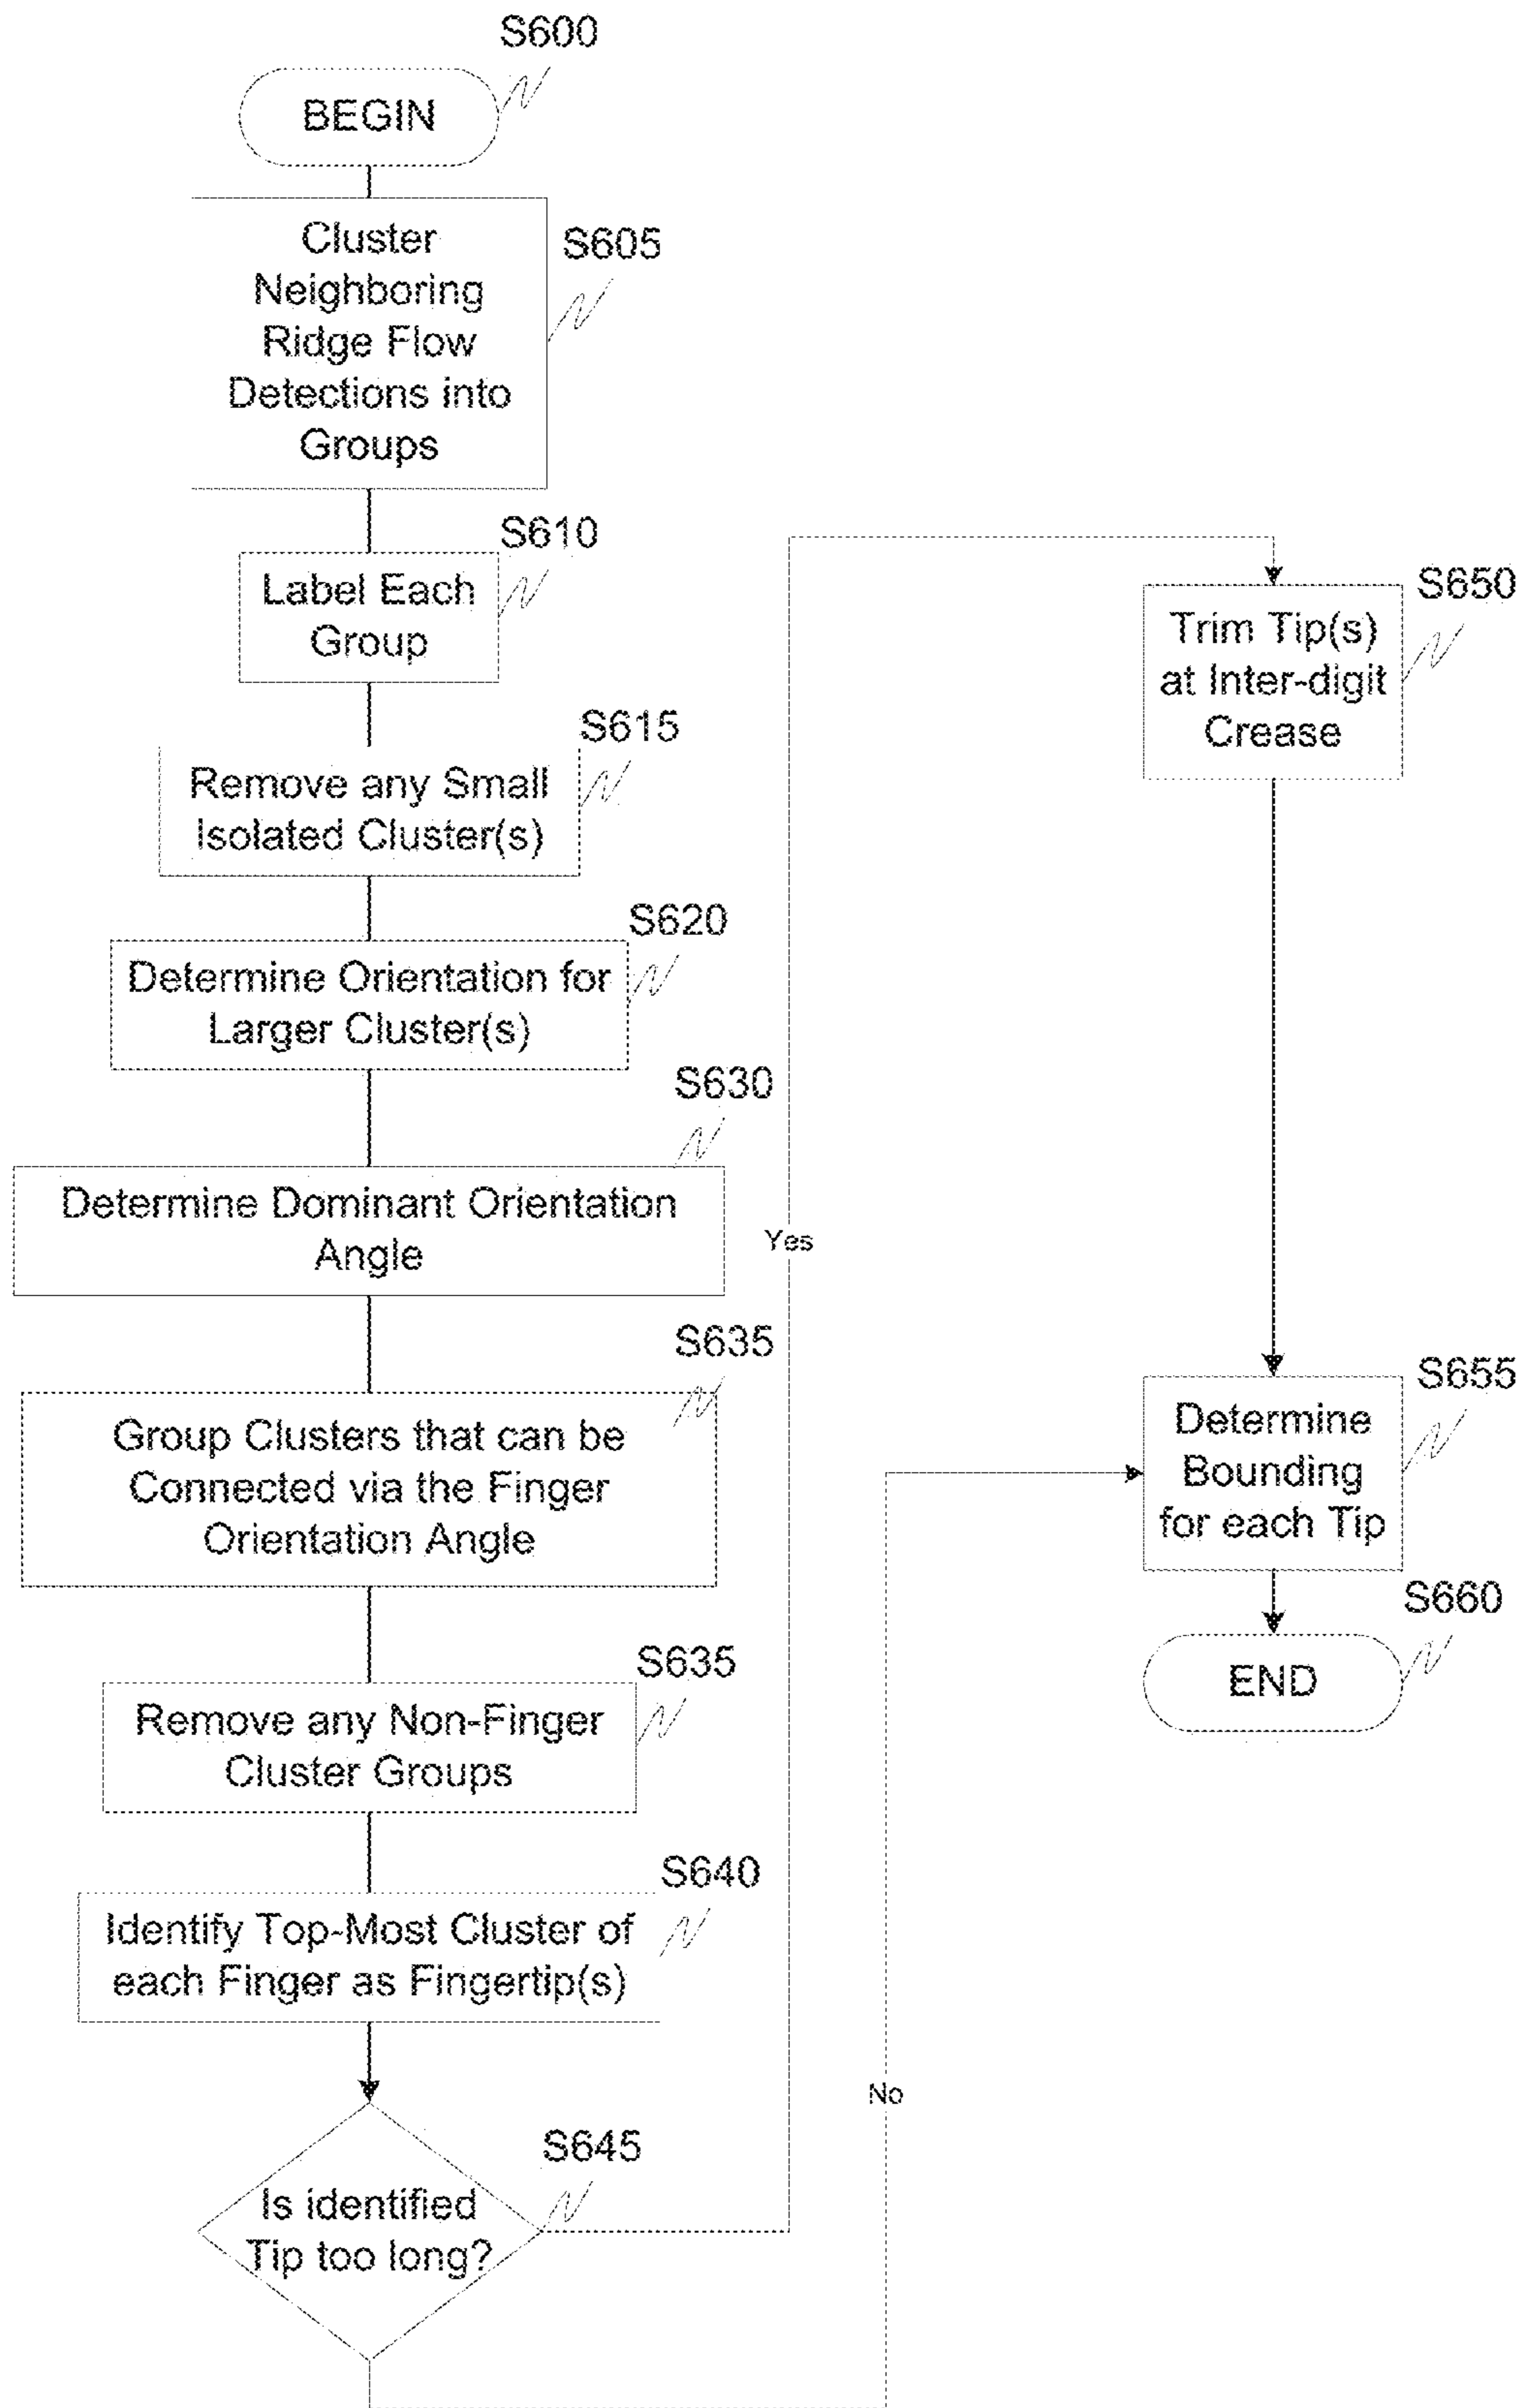 S600
BEGIN
S605
Cluster
Neighboring
Ridge Flow
Detections into
Groups
S610
Label Each
Group
S615
Remove any Small
Isolated Cluster(s)
S620
Determine Orientation for
Larger Cluster(s)
S630
Determine Dominant Orientation
Angle
S635
Group Clusters that can be
Connected via the Finger
Orientation Angle
S635
Remove any Non-Finger
Cluster Groups
S640
Identify Top-Most Cluster of
each Finger as Fingertip(s)
S645
Is identified
Tip too long?
Yes
No
S650
Trim Tip(s)
at Inter-digit
Crease
S655
Determine
Bounding
for each Tip
S660
END